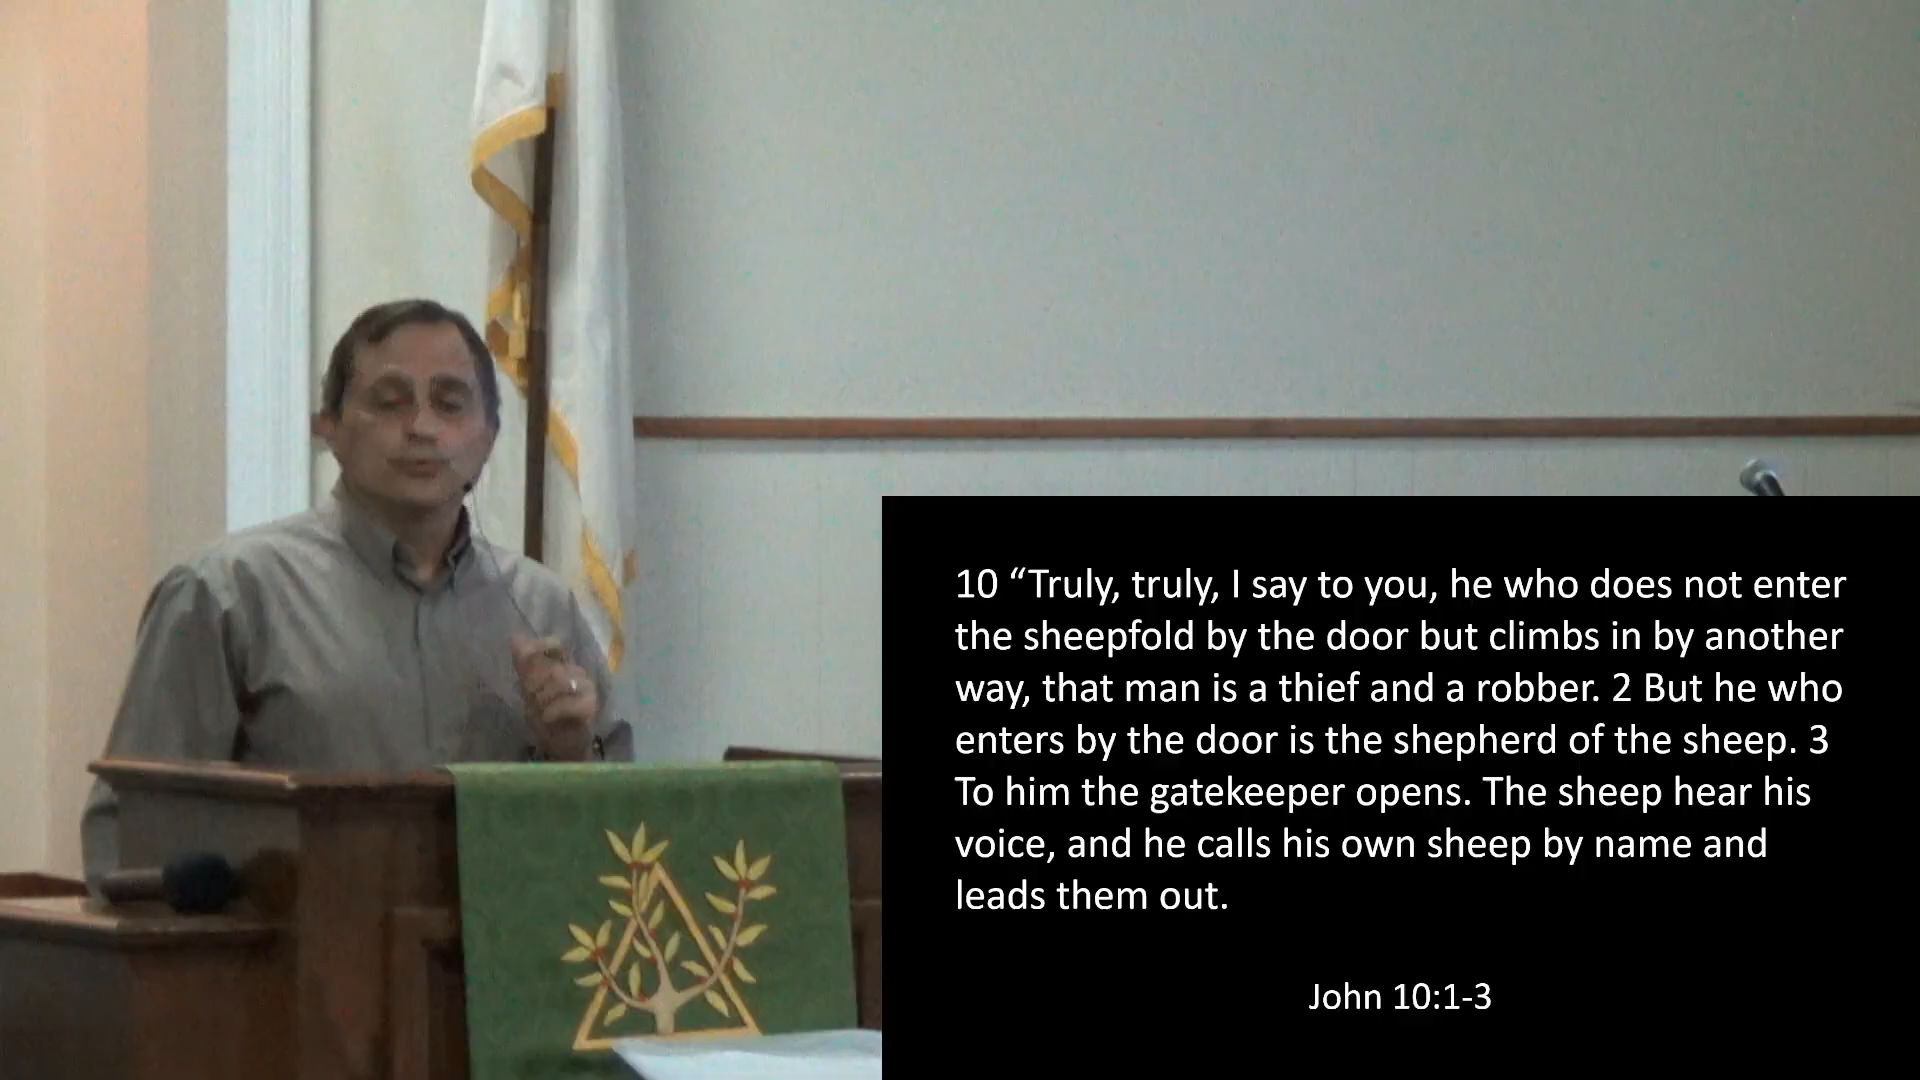 10 “Truly, truly, I say to you, he who does not enter
the sheepfold by the door but climbs in by another
way, that man is a thief and a robber. 2 But he who
enters by the door is the shepherd of the sheep. 3
To him the gatekeeper opens. The sheep hear his
voice, and he calls his own sheep by name and
leads them out.
John 10:1-3